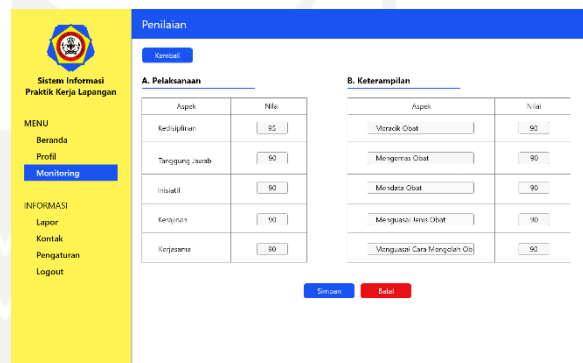 Penilaian
Kembali
Sistem Informasi
Praktik Kerja Lapangan
MENU
Beranda
Profil
Monitoring
INFORMASI
Lapor
Kontak
Pengaturan
Logout
A. Pelaksanaan
Aspek Nilai
Kedisiplinan 95
Tanggung Jawab 90
Inisiatif 90
Kerajinan 90
Kerjasama 90
B. Keterampilan
Aspek Nilai
Meracik Obat 90
Mengemas Obat 90
Mendata Obat 90
Menguasai Jenis Obat 90
Menguasai Cara Mengolah Ob 90
Simpan Batal